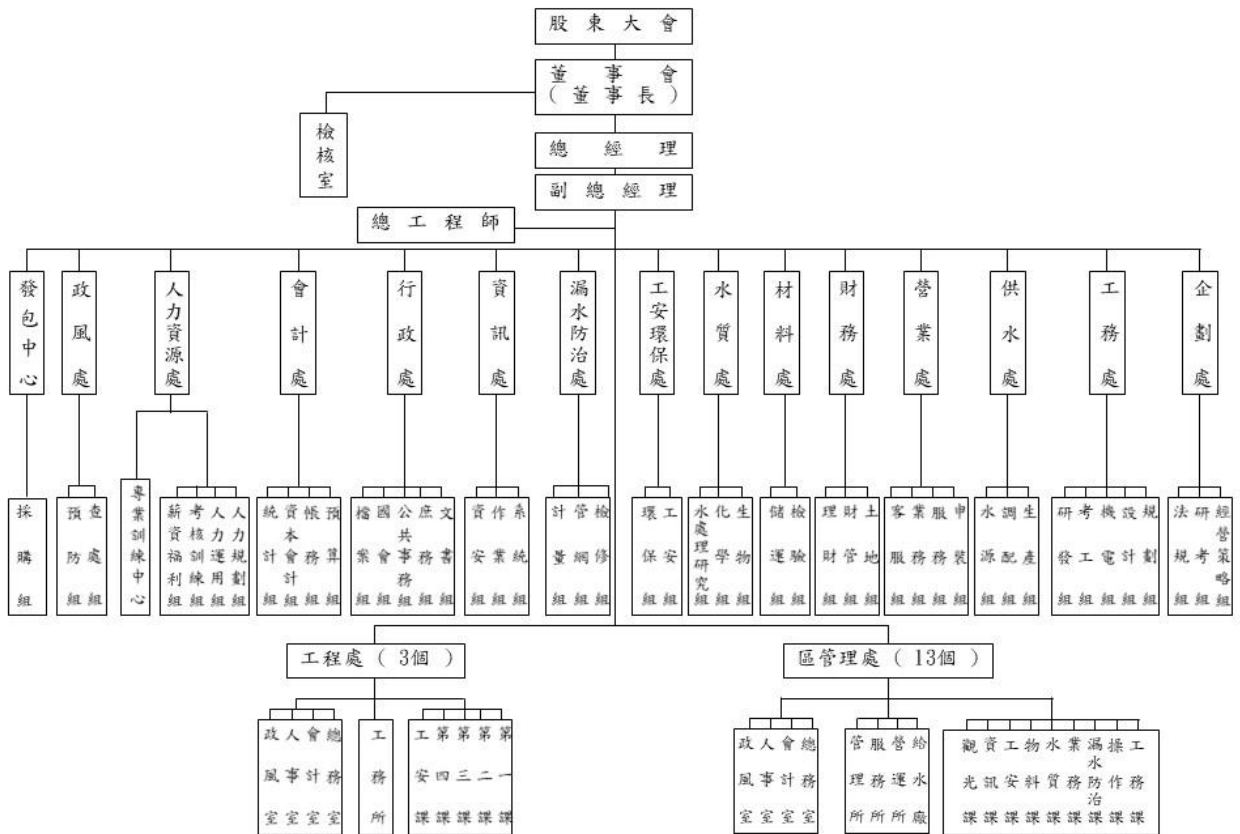 股東大會
董事會
(董事長)
檢核室
總經理
副總經理
總工程師
發包中心
政風處
人力資源處
會計處
行政處
資訊處
漏水防治處
工安環保處
水質處
材料處
財務處
營業處
供水處
工務處
企劃處
採購組
預防組
查處組
專業訓練中心
薪資福利組
考核訓練組
人力運用組
人力規劃組
統計組
資本會計組
帳務組
預算組
檔案組
國會組
公共事務組
庶務組
文書組
資安組
作業組
系統組
計量組
管網組
檢修組
環保組
工安組
水處理研究組
化學組
生物組
儲運組
檢驗組
理財組
財管組
土地組
客服組
業務組
服務組
申裝組
水源組
調配組
生產組
研發組
考工組
機電組
設計組
規劃組
法規組
研考組
經營策略組
工程處(3個)
區管理處(13個)
政風室
人事室
會計室
總務室
工務所
工安課
第四課
第三課
第二課
第一課
政風室
人事室
會計室
總務室
管理所
服務所
營運所
給水廠
觀光課
資訊課
工安課
物料課
水質課
業務課
漏水防治課
操作課
工務課